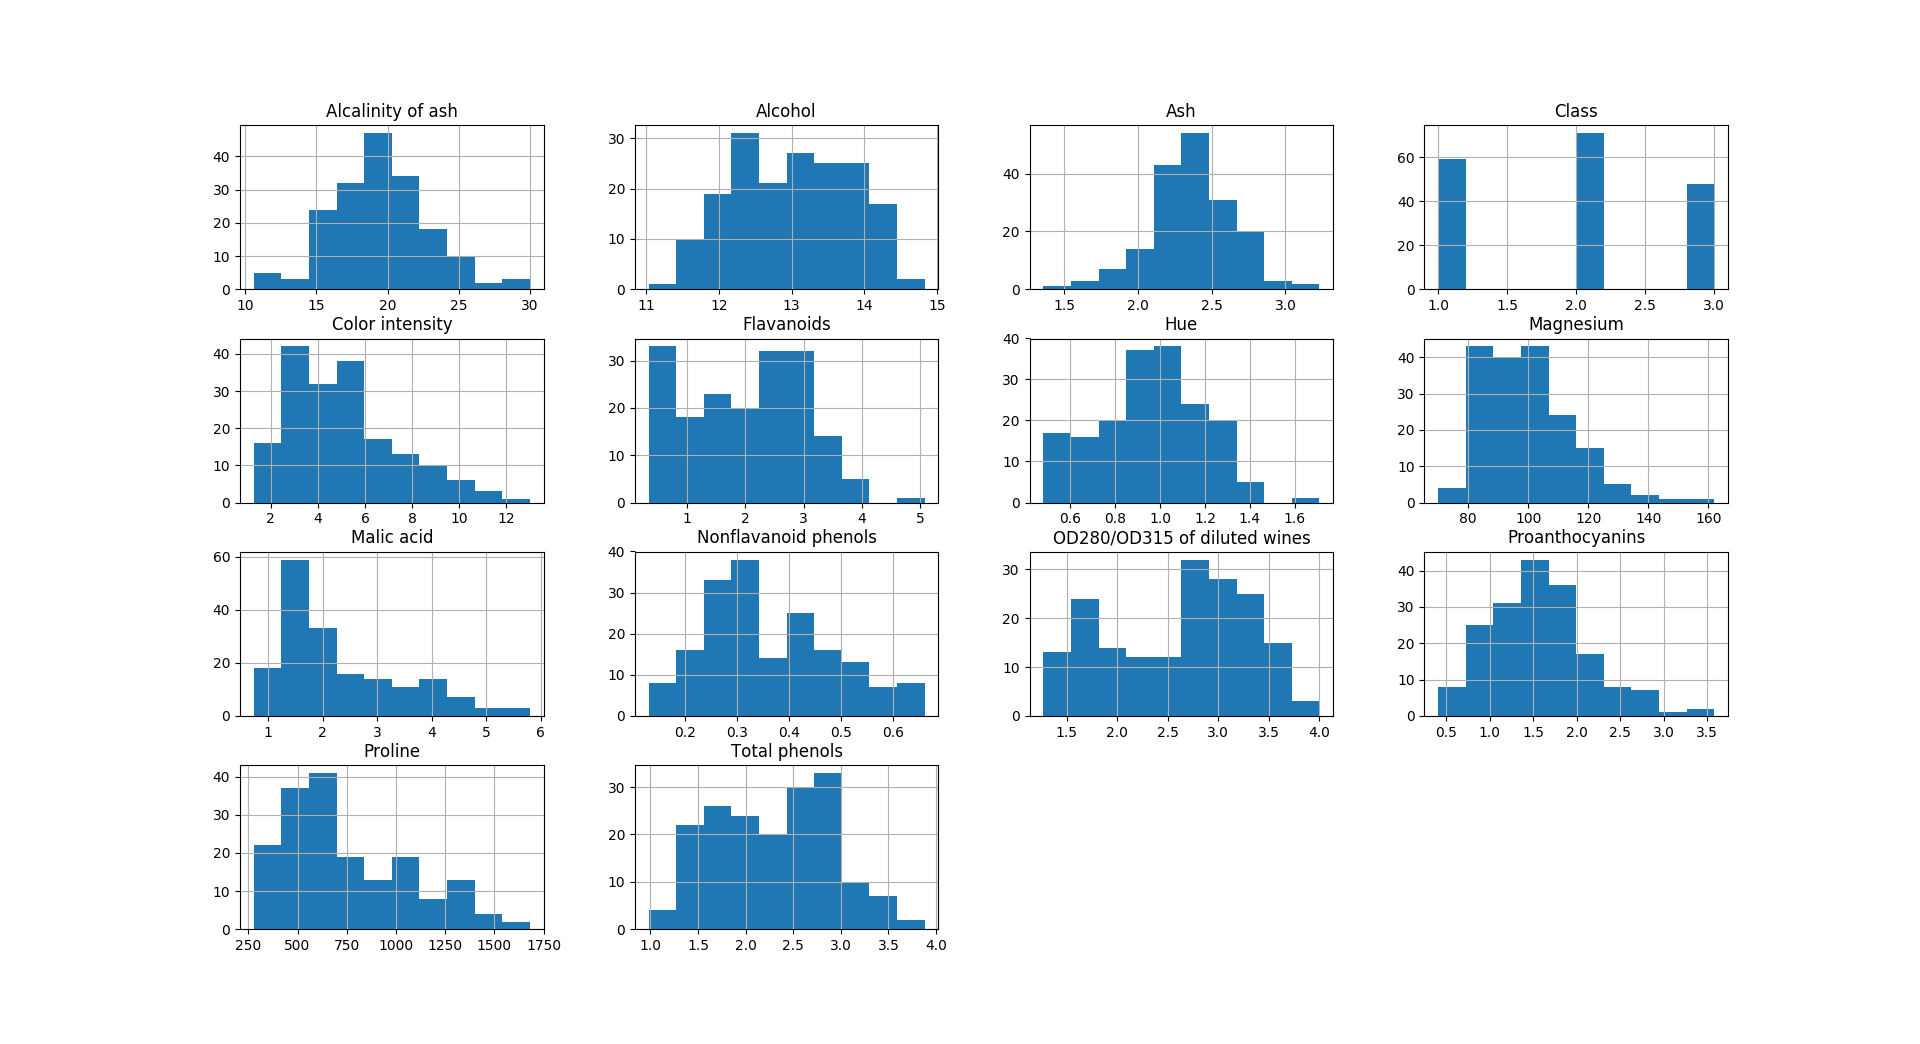 Alcalinity of ash Alcohol Ash Class
40 30 20 10 0
10 15 20 25 30
30 20 10 0
11 12 13 14 15
40 20 0
1.5 2.0 2.5 3.0
60 40 20 0
1.0 1.5 2.0 2.5 3.0
Color intensity Flavanoids Hue Magnesium
40 30 20 10 0
2 4 6 8 10 12
30 20 10 0
1 2 3 4 5
40 30 20 10 0
0.6 0.8 1.0 1.2 1.4 1.6
40 30 20 10 0
80 100 120 140 160
Malic acid Nonflavanoid phenols OD280/OD315 of diluted wines Proanthocyanins
60 40 20 0
1 2 3 4 5 6
40 30 20 10 0
0.2 0.3 0.4 0.5 0.6
30 20 10 0
1.5 2.0 2.5 3.0 3.5 4.0
40 30 20 10 0
0.5 1.0 1.5 2.0 2.5 3.0 3.5
Proline Total phenols
40 30 20 10 0
250 500 750 1000 1250 1500 1750
30 20 10 0
1.0 1.5 2.0 2.5 3.0 3.5 4.0